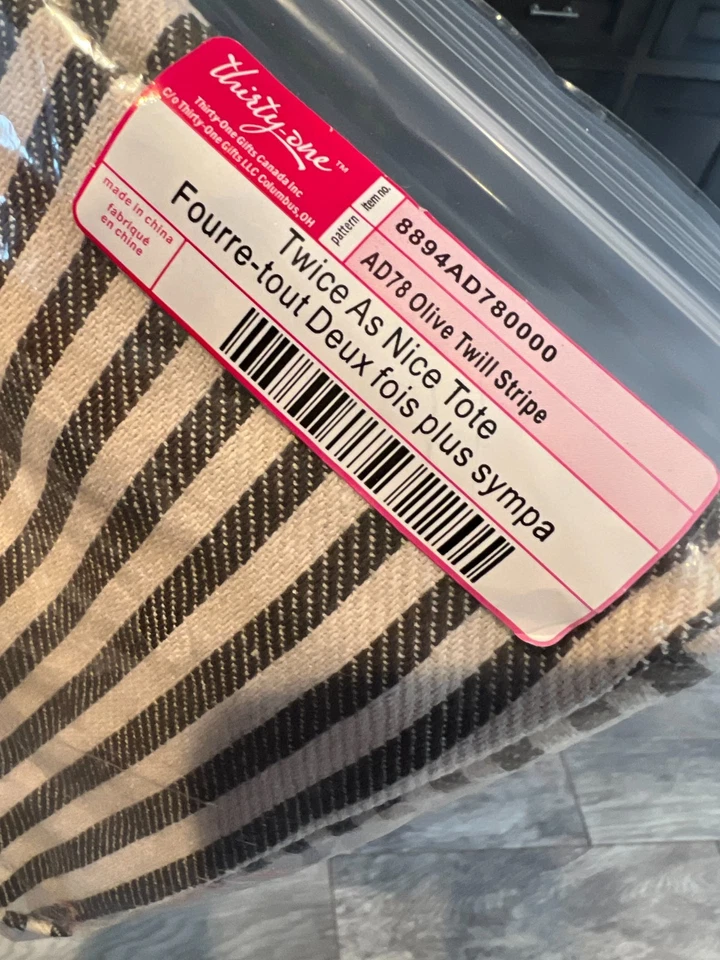 thirty-one™
Thirty-One Gifts Canada Inc
C/o Thirty-One Gifts LLC Columbus, OH
item no.
8894AD780000
pattern
AD78 Olive Twill Stripe
Twice As Nice Tote
Fourre-tout Deux fois plus sympa
made in china
fabriqué
en chine